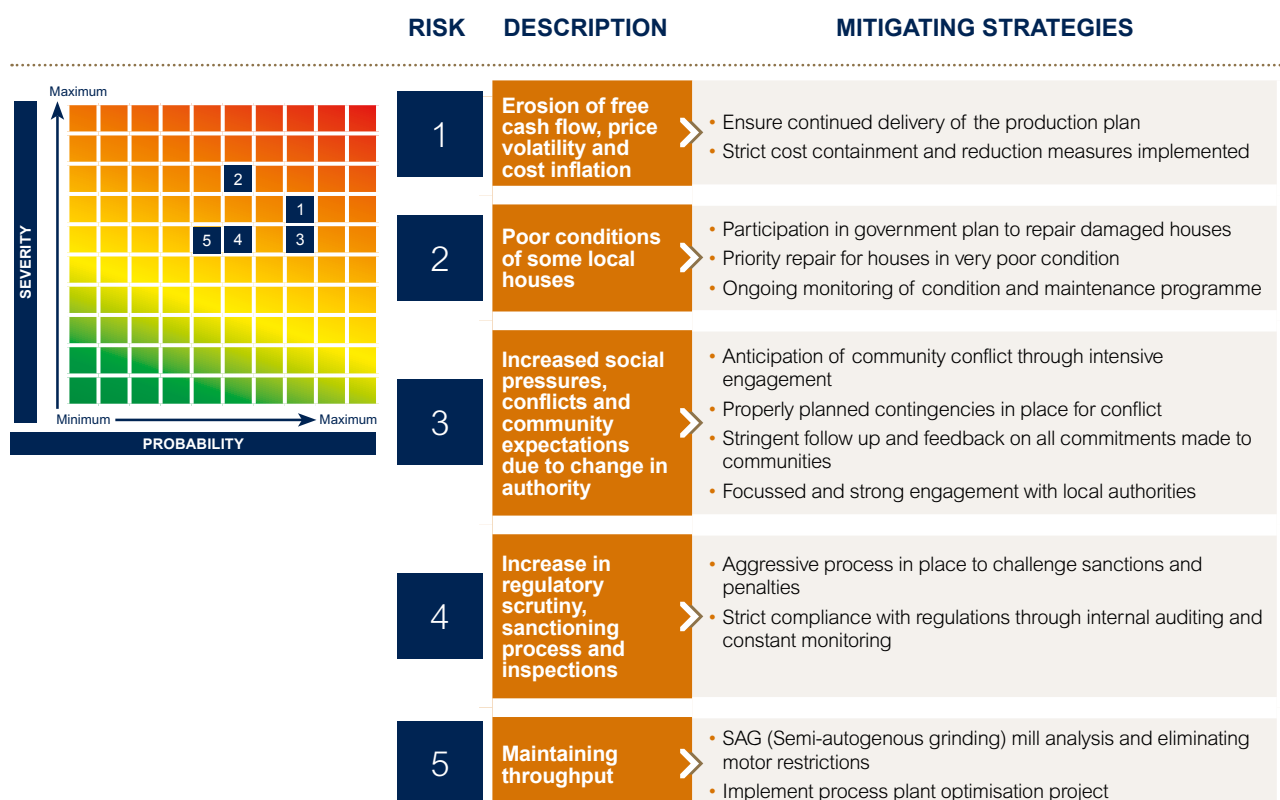 RISK DESCRIPTION MITIGATING STRATEGIES
Maximum
SEVERITY
2
1
5 4 3
Minimum Maximum
PROBABILITY
1
Erosion of free
cash flow, price
volatility and
cost inflation
• Ensure continued delivery of the production plan
• Strict cost containment and reduction measures implemented
2
Poor conditions
of some local
houses
• Participation in government plan to repair damaged houses
• Priority repair for houses in very poor condition
• Ongoing monitoring of condition and maintenance programme
3
Increased social
pressures,
conflicts and
community
expectations
due to change in
authority
• Anticipation of community conflict through intensive
engagement
• Properly planned contingencies in place for conflict
• Stringent follow up and feedback on all commitments made to
communities
• Focussed and strong engagement with local authorities
4
Increase in
regulatory
scrutiny,
sanctioning
process and
inspections
• Aggressive process in place to challenge sanctions and
penalties
• Strict compliance with regulations through internal auditing and
constant monitoring
5
Maintaining
throughput
• SAG (Semi-autogenous grinding) mill analysis and eliminating
motor restrictions
• Implement process plant optimisation project